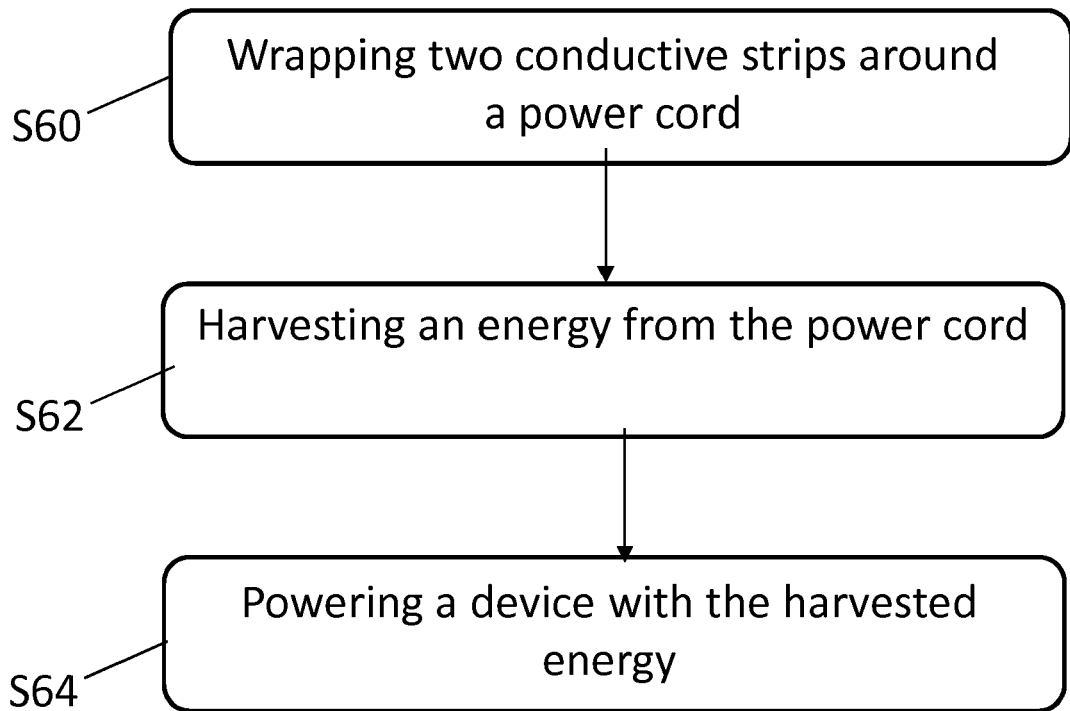 Wrapping two conductive strips around
a power cord
S60
Harvesting an energy from the power cord
S62
Powering a device with the harvested
energy
S64